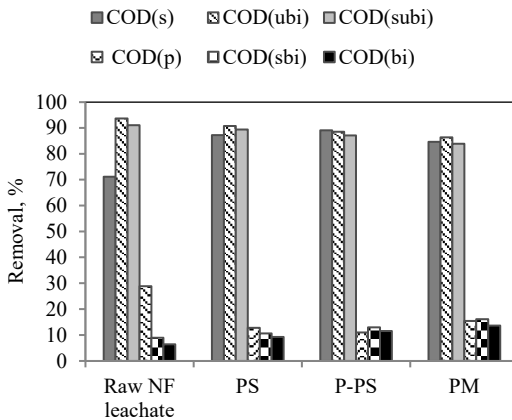 COD(s) COD(ubi) COD(subi)
COD(p) COD(sbi) COD(bi)
Removal, %
100
90
80
70
60
50
40
30
20
10
0
Raw NF
leachate
PS
P-PS
PM